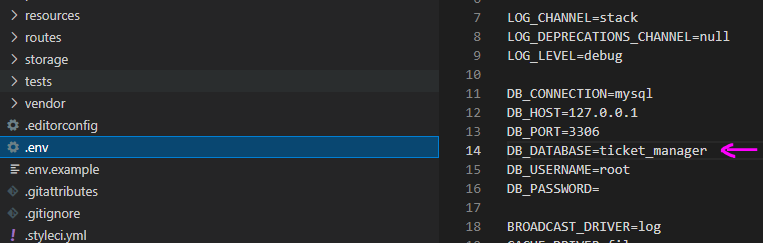 resources
routes
storage
tests
vendor
.editorconfig
.env
.env.example
.gitattributes
.gitignore
.styleci.yml
7 LOG_CHANNEL=stack
8 LOG_DEPRECATIONS_CHANNEL=null
9 LOG_LEVEL=debug
10
11 DB_CONNECTION=mysql
12 DB_HOST=127.0.0.1
13 DB_PORT=3306
14 DB_DATABASE=ticket_manager
15 DB_USERNAME=root
16 DB_PASSWORD=
17
18 BROADCAST_DRIVER=log